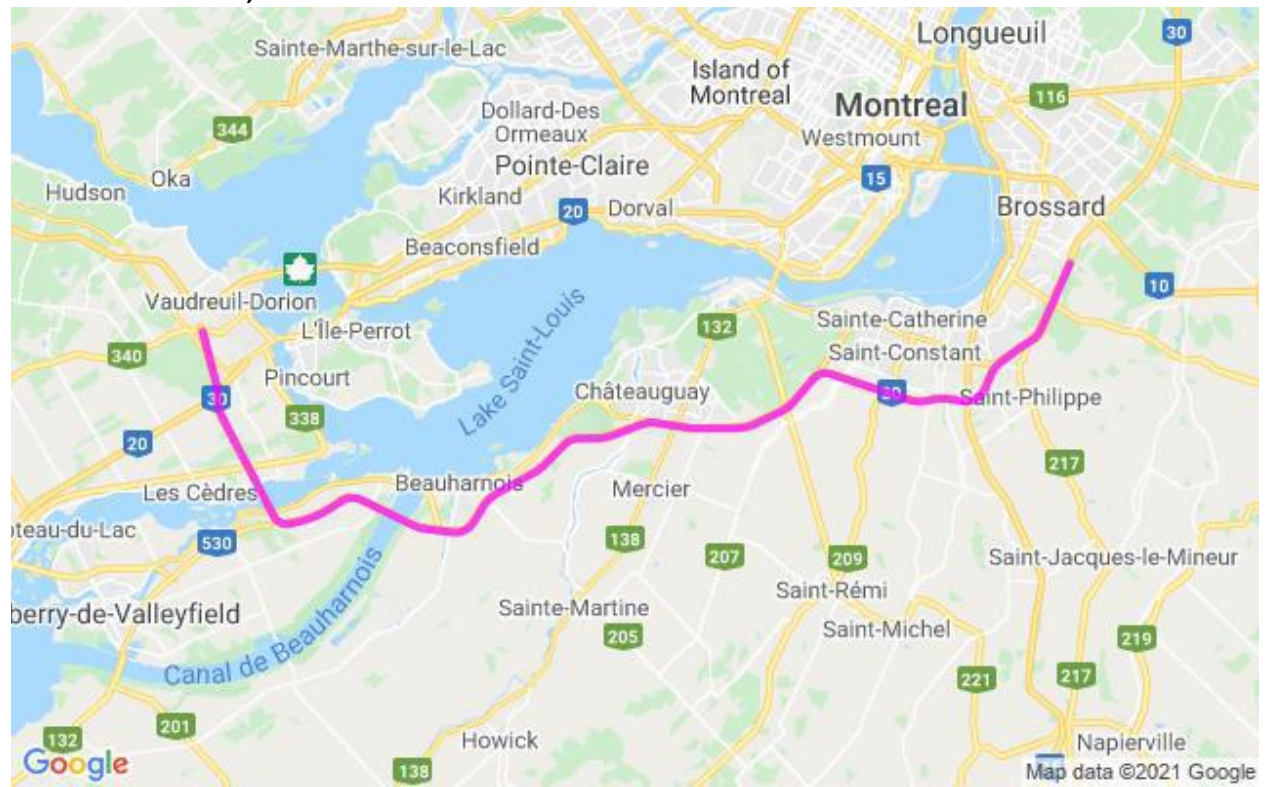 Longueuil
30
Sainte-Marthe-sur-le-Lac
Island of
Montreal
116
Montreal
Dollard-Des
Ormeaux
344
Westmount
Pointe-Claire
15
Oka
Hudson
Kirkland
20
Dorval
Brossard
Beaconsfield
10
Vaudreuil-Dorion
L'Île-Perrot
132
Sainte-Catherine
340
Saint-Constant
Lake Saint-Louis
Pincourt
Châteauguay
30
30
Saint-Philippe
338
20
217
Les Cèdres
Beauharnois
Mercier
oteau-du-Lac
530
138
207
209
Saint-Jacques-le-Mineur
Saint-Rémi
berry-de-Valleyfield
Sainte-Martine
205
Saint-Michel
219
Canal de Beauharnois
221
217
201
132
Howick
Napierville
Google
138
Map data ©2021 Google